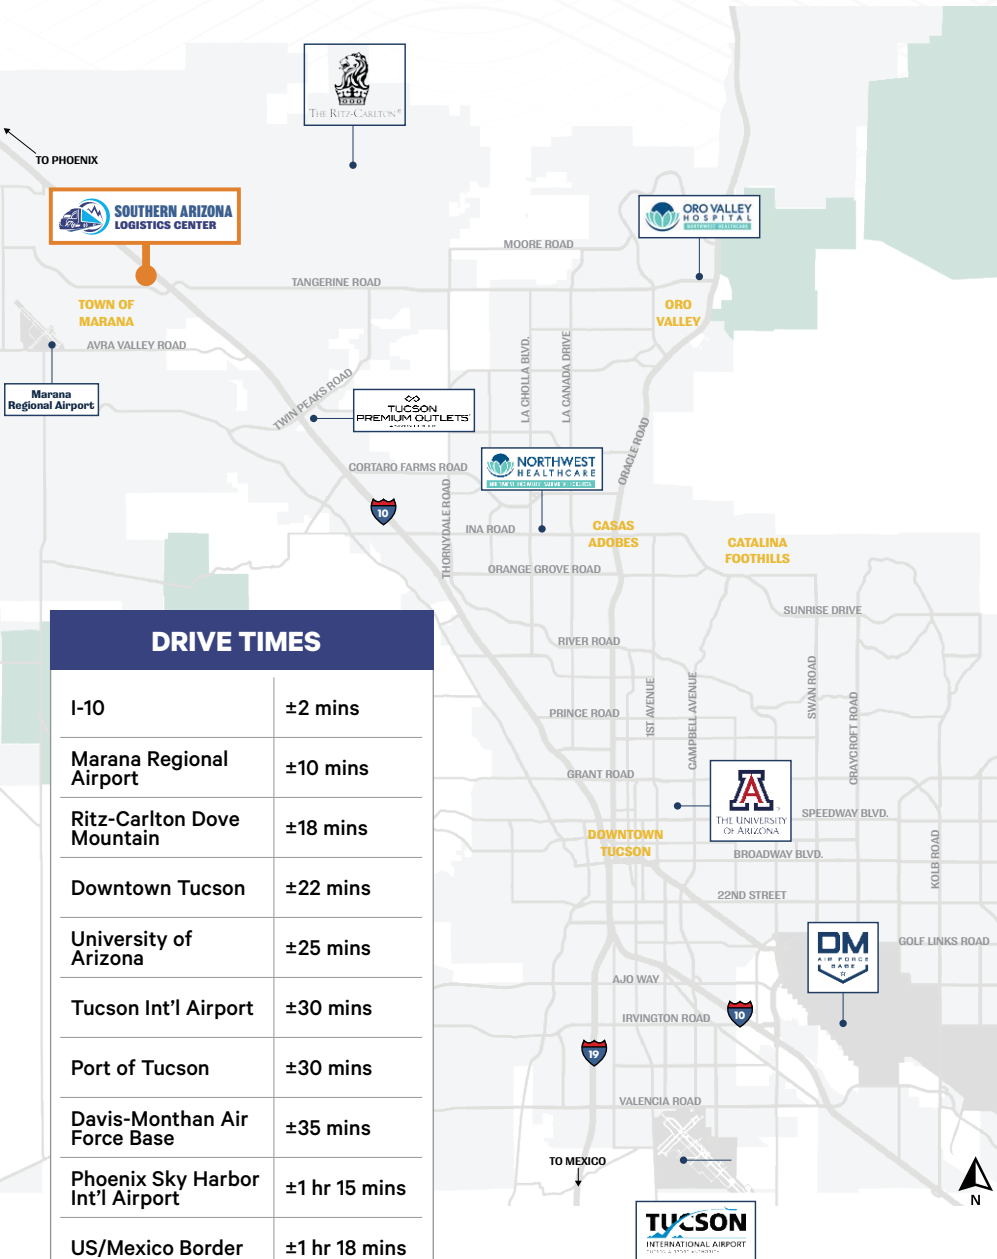 THE RITZ-CARLTON®
TO PHOENIX
SOUTHERN ARIZONA
LOGISTICS CENTER
ORO VALLEY
HOSPITAL
NORTHWEST HEALTHCARE
MOORE ROAD
TANGERINE ROAD
TOWN OF
MARANA
ORO
VALLEY
AVRA VALLEY ROAD
LA CHOLLA BLVD.
LA CANADA DRIVE
Marana
Regional Airport
TWIN PEAKS ROAD
TUCSON
PREMIUM OUTLETS
ORACLE ROAD
CORTARO FARMS ROAD
NORTHWEST
HEALTHCARE
THORNYDALE ROAD
10
INA ROAD
CASAS
ADOBES
CATALINA
FOOTHILLS
ORANGE GROVE ROAD
SUNRISE DRIVE
RIVER ROAD
1ST AVENUE
CAMPBELL AVENUE
SWAN ROAD
CRAYCROFT ROAD
PRINCE ROAD
GRANT ROAD
A
THE UNIVERSITY
OF ARIZONA
SPEEDWAY BLVD.
DOWNTOWN
TUCSON
BROADWAY BLVD.
KOLB ROAD
22ND STREET
DM
AIR FORCE
BASE
GOLF LINKS ROAD
AJO WAY
IRVINGTON ROAD
10
19
VALENCIA ROAD
TO MEXICO
N
TUCSON
INTERNATIONAL AIRPORT
DRIVE TIMES
I-10 ±2 mins
Marana Regional
Airport ±10 mins
Ritz-Carlton Dove
Mountain ±18 mins
Downtown Tucson ±22 mins
University of
Arizona ±25 mins
Tucson Int'l Airport ±30 mins
Port of Tucson ±30 mins
Davis-Monthan Air
Force Base ±35 mins
Phoenix Sky Harbor
Int'l Airport ±1 hr 15 mins
US/Mexico Border ±1 hr 18 mins